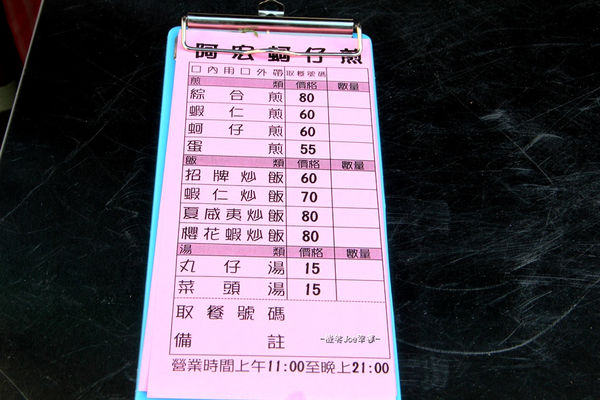 阿宏蚵仔煎
口內用口外帶 取餐號碼
煎類 價格 數量
綜合煎 80
蝦仁煎 60
蚵仔煎 60
蛋煎 55
飯類 價格 數量
招牌炒飯 60
蝦仁炒飯 70
夏威夷炒飯 80
櫻花蝦炒飯 80
湯類 價格 數量
丸仔湯 15
菜頭湯 15
取餐號碼
備註
營業時間上午11:00至晚上21:00